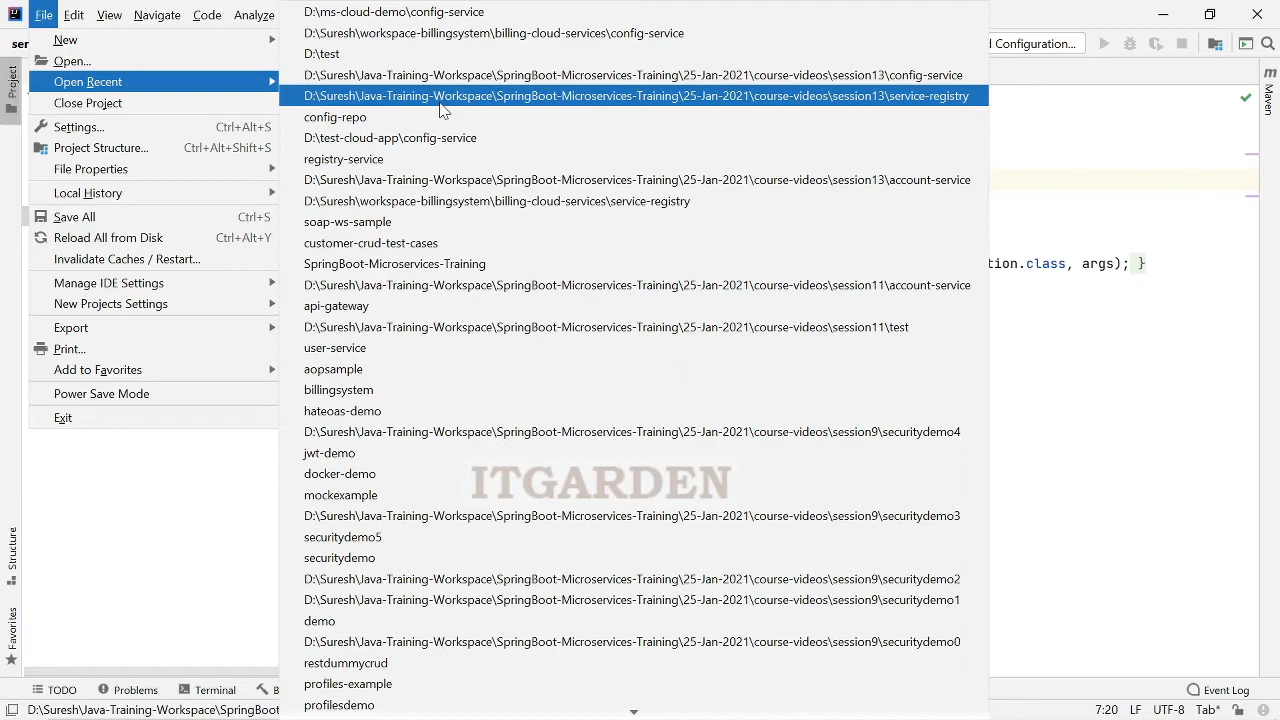 File Edit View Navigate Code Analyze
New
Open...
Open Recent
Close Project
Settings... Ctrl+Alt+S
Project Structure... Ctrl+Alt+Shift+S
File Properties
Local History
Save All Ctrl+S
Reload All from Disk Ctrl+Alt+Y
Invalidate Caches / Restart...
Manage IDE Settings
New Projects Settings
Export
Print...
Add to Favorites
Power Save Mode
Exit
D:\ms-cloud-demo\config-service
D:\Suresh\workspace-billingsystem\billing-cloud-services\config-service
D:\test
D:\Suresh\Java-Training-Workspace\SpringBoot-Microservices-Training\25-Jan-2021\course-videos\session13\config-service
D:\Suresh\Java-Training-Workspace\SpringBoot-Microservices-Training\25-Jan-2021\course-videos\session13\service-registry
config-repo
D:\test-cloud-app\config-service
registry-service
D:\Suresh\Java-Training-Workspace\SpringBoot-Microservices-Training\25-Jan-2021\course-videos\session13\account-service
D:\Suresh\workspace-billingsystem\billing-cloud-services\service-registry
soap-ws-sample
customer-crud-test-cases
SpringBoot-Microservices-Training
D:\Suresh\Java-Training-Workspace\SpringBoot-Microservices-Training\25-Jan-2021\course-videos\session11\account-service
api-gateway
D:\Suresh\Java-Training-Workspace\SpringBoot-Microservices-Training\25-Jan-2021\course-videos\session11\test
user-service
aopsample
billingsystem
hateoas-demo
D:\Suresh\Java-Training-Workspace\SpringBoot-Microservices-Training\25-Jan-2021\course-videos\session9\securitydemo4
jwt-demo
docker-demo
mockexample
D:\Suresh\Java-Training-Workspace\SpringBoot-Microservices-Training\25-Jan-2021\course-videos\session9\securitydemo3
securitydemo5
securitydemo
D:\Suresh\Java-Training-Workspace\SpringBoot-Microservices-Training\25-Jan-2021\course-videos\session9\securitydemo2
D:\Suresh\Java-Training-Workspace\SpringBoot-Microservices-Training\25-Jan-2021\course-videos\session9\securitydemo1
demo
D:\Suresh\Java-Training-Workspace\SpringBoot-Microservices-Training\25-Jan-2021\course-videos\session9\securitydemo0
restdummycrud
profiles-example
profilesdemo
ITGARDEN
ser
Project
Structure
Favorites
d Configuration...
m
Maven
tion.class, args); }
TODO Problems Terminal B
Event Log
D:\Suresh\Java-Training-Workspace\SpringBoot
7:20 LF UTF-8 Tab*